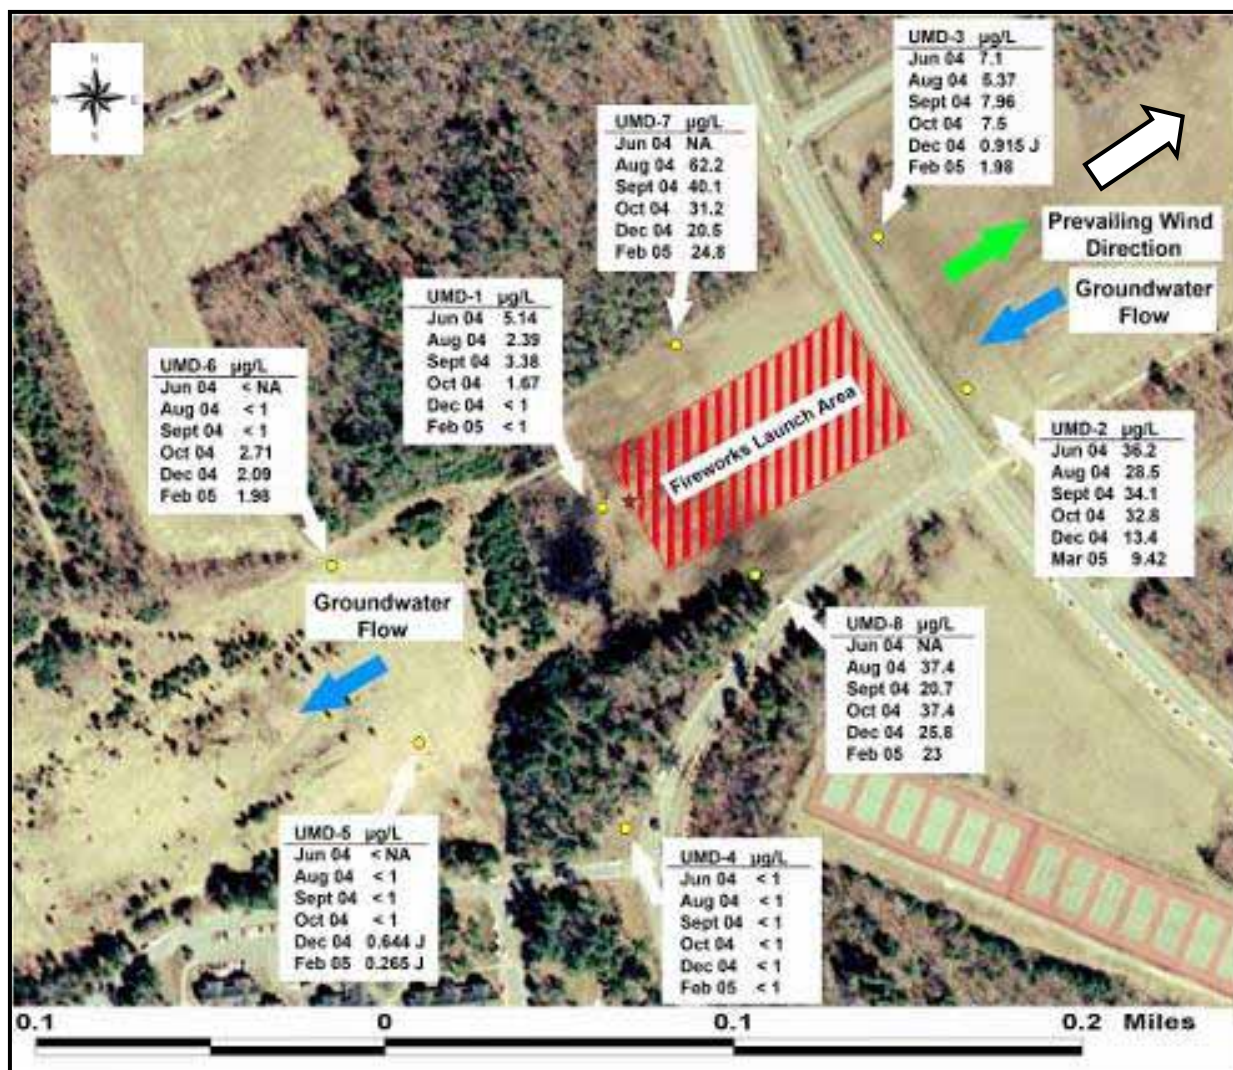 N
W E
N
UMD-3 µg/L
Jun 04 7.1
Aug 04 5.37
Sept 04 7.96
Oct 04 7.5
Dec 04 0.915 J
Feb 05 1.98
UMD-7 µg/L
Jun 04 NA
Aug 04 62.2
Sept 04 40.1
Oct 04 31.2
Dec 04 20.5
Feb 05 24.8
Prevailing Wind
Direction
Groundwater
Flow
UMD-1 µg/L
Jun 04 5.14
Aug 04 2.39
Sept 04 3.38
Oct 04 1.67
Dec 04 < 1
Feb 05 < 1
UMD-6 µg/L
Jun 04 < NA
Aug 04 < 1
Sept 04 < 1
Oct 04 2.71
Dec 04 2.09
Feb 05 1.98
Fireworks Launch Area
UMD-2 µg/L
Jun 04 36.2
Aug 04 28.5
Sept 04 34.1
Oct 04 32.8
Dec 04 13.4
Mar 05 9.42
Groundwater
Flow
UMD-8 µg/L
Jun 04 NA
Aug 04 37.4
Sept 04 20.7
Oct 04 37.4
Dec 04 25.8
Feb 05 23
UMD-5 µg/L
Jun 04 < NA
Aug 04 < 1
Sept 04 < 1
Oct 04 < 1
Dec 04 0.644 J
Feb 05 0.265 J
UMD-4 µg/L
Jun 04 < 1
Aug 04 < 1
Sept 04 < 1
Oct 04 < 1
Dec 04 < 1
Feb 05 < 1
0.1 0 0.1 0.2 Miles